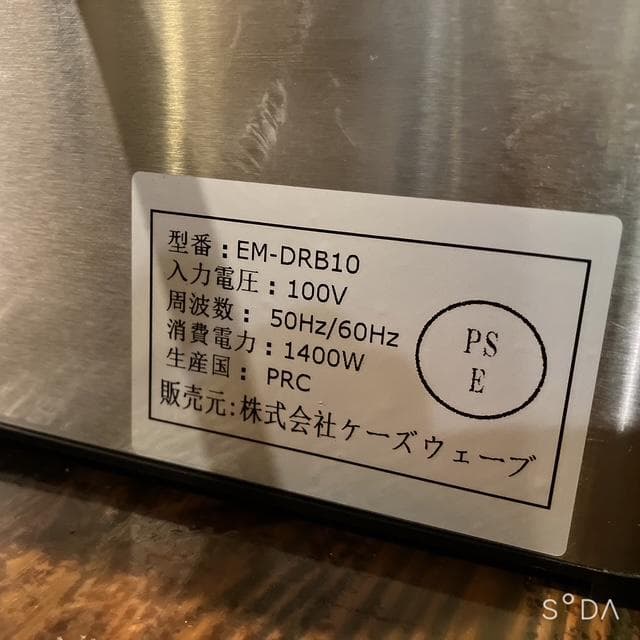 型番：EM-DRB10
入力電圧：100V
周波数： 50Hz/60Hz
消費電力：1400W
生産国： PRC
販売元:株式会社ケーズウェーブ
PS
E
SODA